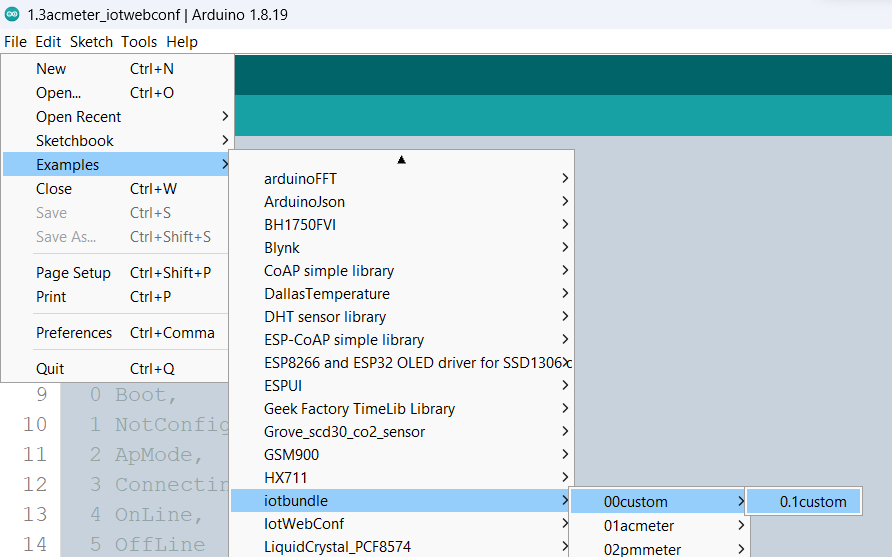 1.3acmeter_iotwebconf | Arduino 1.8.19
File Edit Sketch Tools Help
New Ctrl+N
Open... Ctrl+O
Open Recent
Sketchbook
Examples
Close Ctrl+W
Save Ctrl+S
Save As... Ctrl+Shift+S
Page Setup Ctrl+Shift+P
Print Ctrl+P
Preferences Ctrl+Comma
Quit Ctrl+Q
arduinoFFT
ArduinoJson
BH1750FVI
Blynk
CoAP simple library
DallasTemperature
DHT sensor library
ESP-CoAP simple library
ESP8266 and ESP32 OLED driver for SSD1306
ESPUI
Geek Factory TimeLib Library
Grove_scd30_co2_sensor
GSM900
HX711
iotbundle
IotWebConf
LiquidCrystal_PCF8574
00custom
01acmeter
02pmmeter
0.1custom
9 0 Boot,
10 1 NotConfig
11 2 ApMode,
12 3 Connectin
13 4 OnLine,
14 5 OffLine